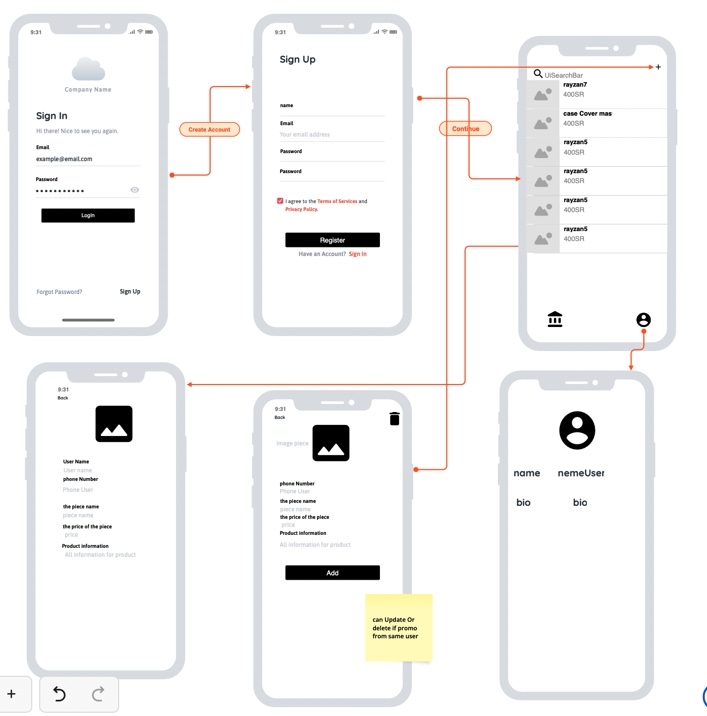 9:31
Company Name
Sign In
Hi there! Nice to see you again.
Email
example@email.com
Password
Login
Forgot Password?
Sign Up
Create Account
9:31
Sign Up
name
Email
Your email address
Password
Password
I agree to the Terms of Services and
Privacy Policy.
Register
Have an Account? Sign In
Continue
+
UiSearchBar
rayzan7
400SR
case Cover mas
400SR
rayzan5
400SR
rayzan5
400SR
rayzan5
400SR
rayzan5
400SR
9:31
Back
User Name
User name
phone Number
Phone User
the piece name
piece name
the price of the piece
price
Product information
All information for product
9:31
Back
Image piece
phone Number
Phone User
the piece name
piece name
the price of the piece
price
Product information
All information for product
Add
can Update Or
delete if promo
from same user
name nemeUser
bio bio
+